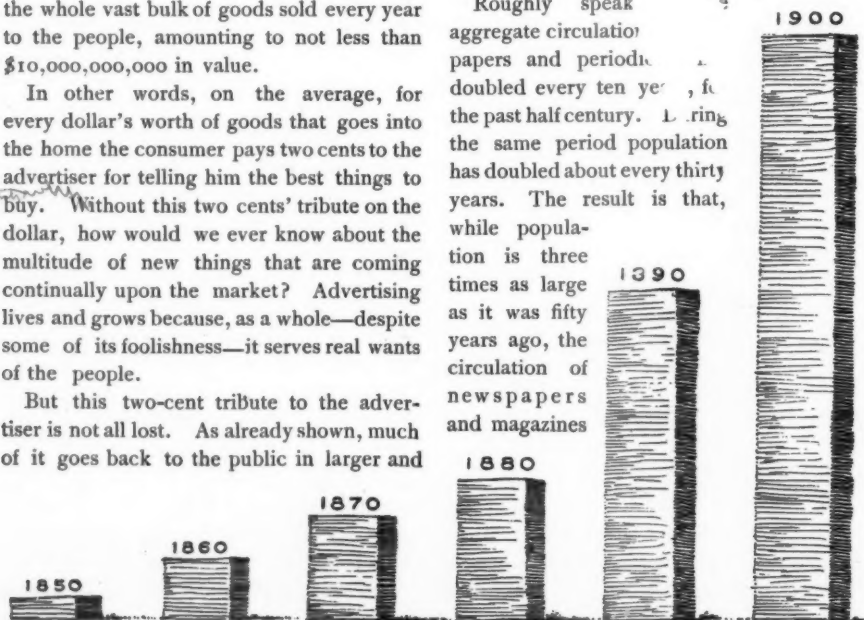 the whole vast bulk of goods sold every year
to the people, amounting to not less than
$10,000,000,000 in value.
In other words, on the average, for
every dollar's worth of goods that goes into
the home the consumer pays two cents to the
advertiser for telling him the best things to
buy. Without this two cents' tribute on the
dollar, how would we ever know about the
multitude of new things that are coming
continually upon the market? Advertising
lives and grows because, as a whole—despite
some of its foolishness—it serves real wants
of the people.
But this two-cent tribute to the adver-
tiser is not all lost. As already shown, much
of it goes back to the public in larger and
Roughly speak
aggregate
papers and
doubled every ten
the past half century.
the same period population
has doubled about every thirty
years. The result is that,
while popula-
tion is three
times as large
as it was fifty
years ago, the
circulation of
newspapers
and magazines
1850
1860
1870
1880
1890
1900